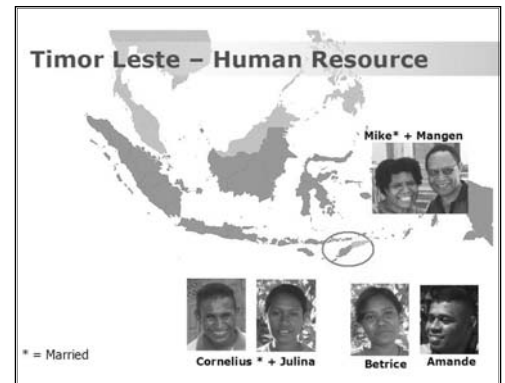 Timor Leste – Human Resource
Mike* + Mangen
Cornelius * + Julina
Betrice
Amande
* = Married